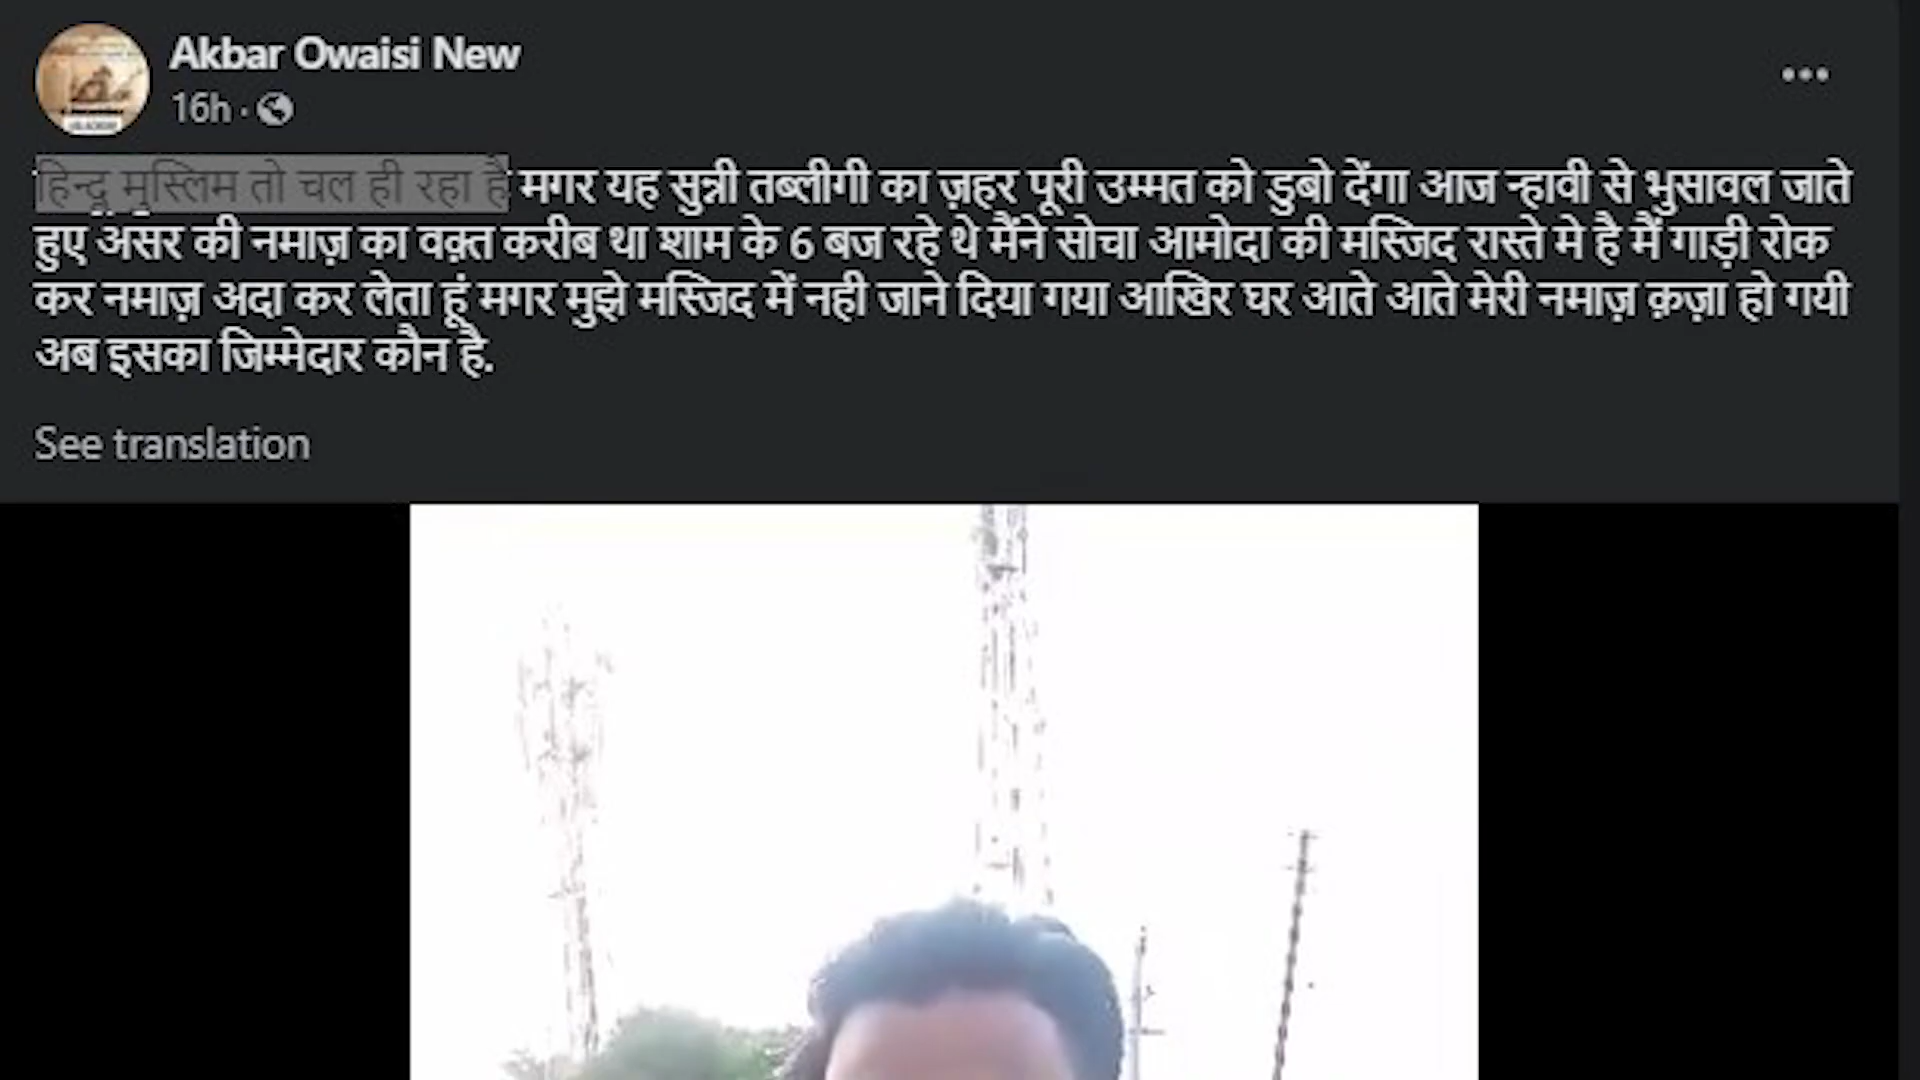 Akbar Owaisi New
16h ·
हिन्दू मुस्लिम तो चल ही रहा है मगर यह सुन्नी तब्लीगी का ज़हर पूरी उम्मत को डुबो देंगा आज न्हावी से भुसावल जाते
हुए असर की नमाज़ का वक़्त करीब था शाम के 6 बज रहे थे मैंने सोचा आमोदा की मस्जिद रास्ते मे है मैं गाड़ी रोक
कर नमाज़ अदा कर लेता हूं मगर मुझे मस्जिद में नही जाने दिया गया आखिर घर आते आते मेरी नमाज़ क़ज़ा हो गयी
अब इसका जिम्मेदार कौन है.
See translation